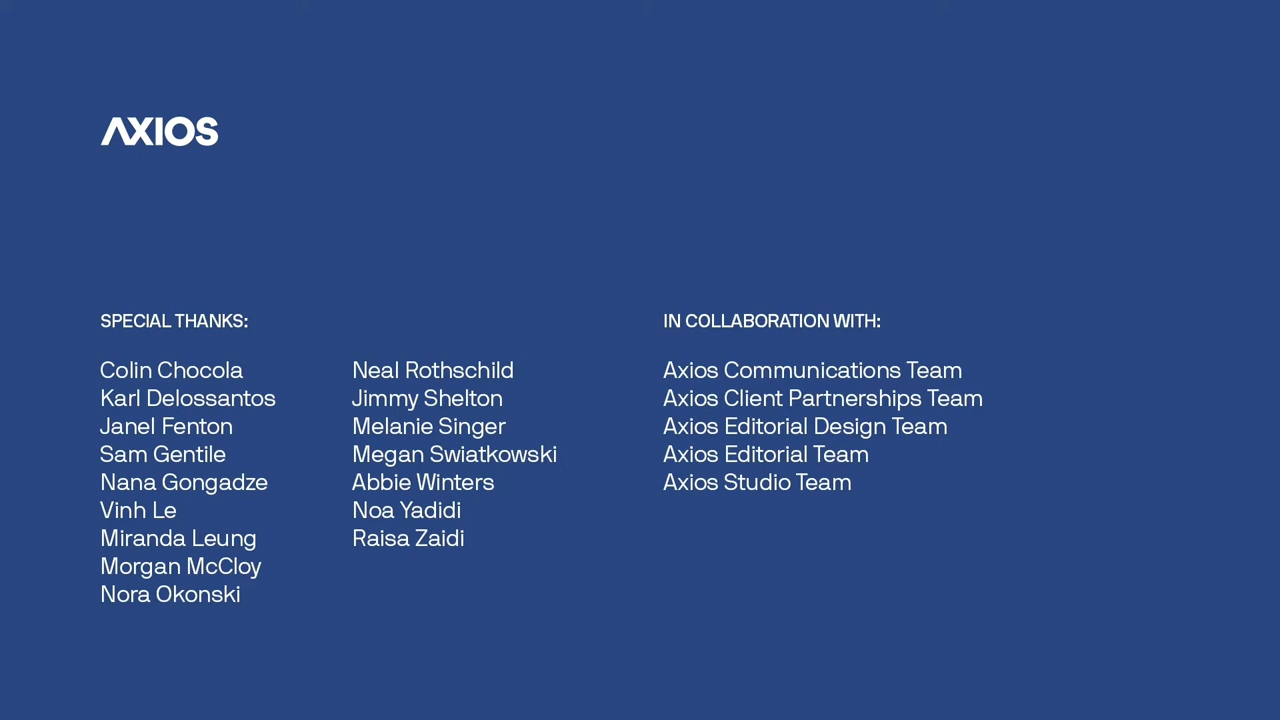 AXIOS
SPECIAL THANKS:
Colin Chocola
Karl Delossantos
Janel Fenton
Sam Gentile
Nana Gongadze
Vinh Le
Miranda Leung
Morgan McCloy
Nora Okonski
Neal Rothschild
Jimmy Shelton
Melanie Singer
Megan Swiatkowski
Abbie Winters
Noa Yadidi
Raisa Zaidi
IN COLLABORATION WITH:
Axios Communications Team
Axios Client Partnerships Team
Axios Editorial Design Team
Axios Editorial Team
Axios Studio Team